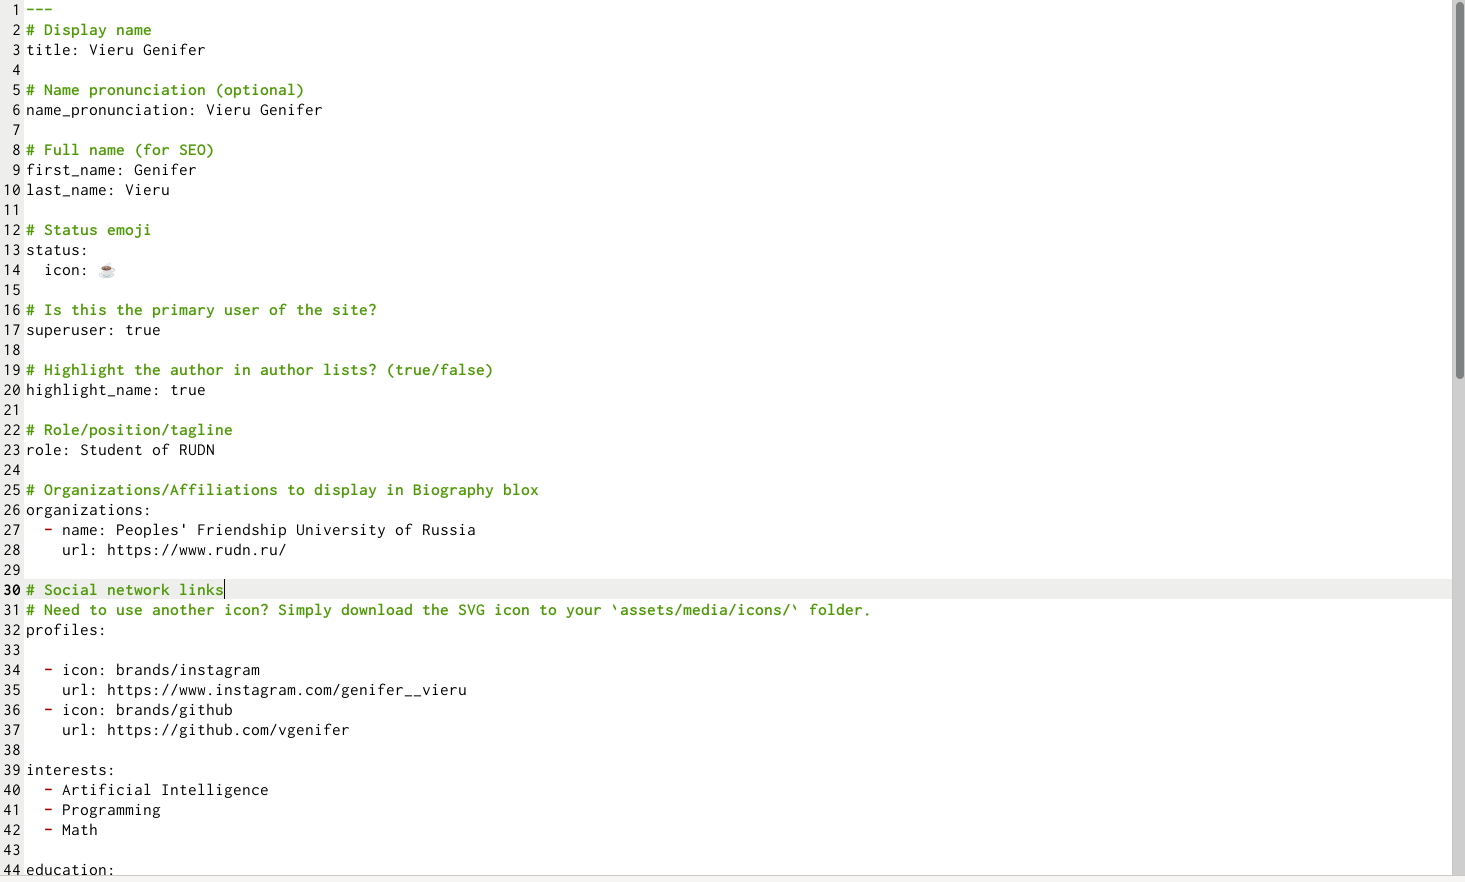 1 ---
2 # Display name
3 title: Vieru Genifer
4
5 # Name pronunciation (optional)
6 name_pronunciation: Vieru Genifer
7
8 # Full name (for SEO)
9 first_name: Genifer
10 last_name: Vieru
11
12 # Status emoji
13 status:
14   icon: ☕
15
16 # Is this the primary user of the site?
17 superuser: true
18
19 # Highlight the author in author lists? (true/false)
20 highlight_name: true
21
22 # Role/position/tagline
23 role: Student of RUDN
24
25 # Organizations/Affiliations to display in Biography blox
26 organizations:
27   - name: Peoples' Friendship University of Russia
28     url: https://www.rudn.ru/
29
30 # Social network links
31 # Need to use another icon? Simply download the SVG icon to your `assets/media/icons/` folder.
32 profiles:
33
34   - icon: brands/instagram
35     url: https://www.instagram.com/genifer__vieru
36   - icon: brands/github
37     url: https://github.com/vgenifer
38
39 interests:
40   - Artificial Intelligence
41   - Programming
42   - Math
43
44 education: